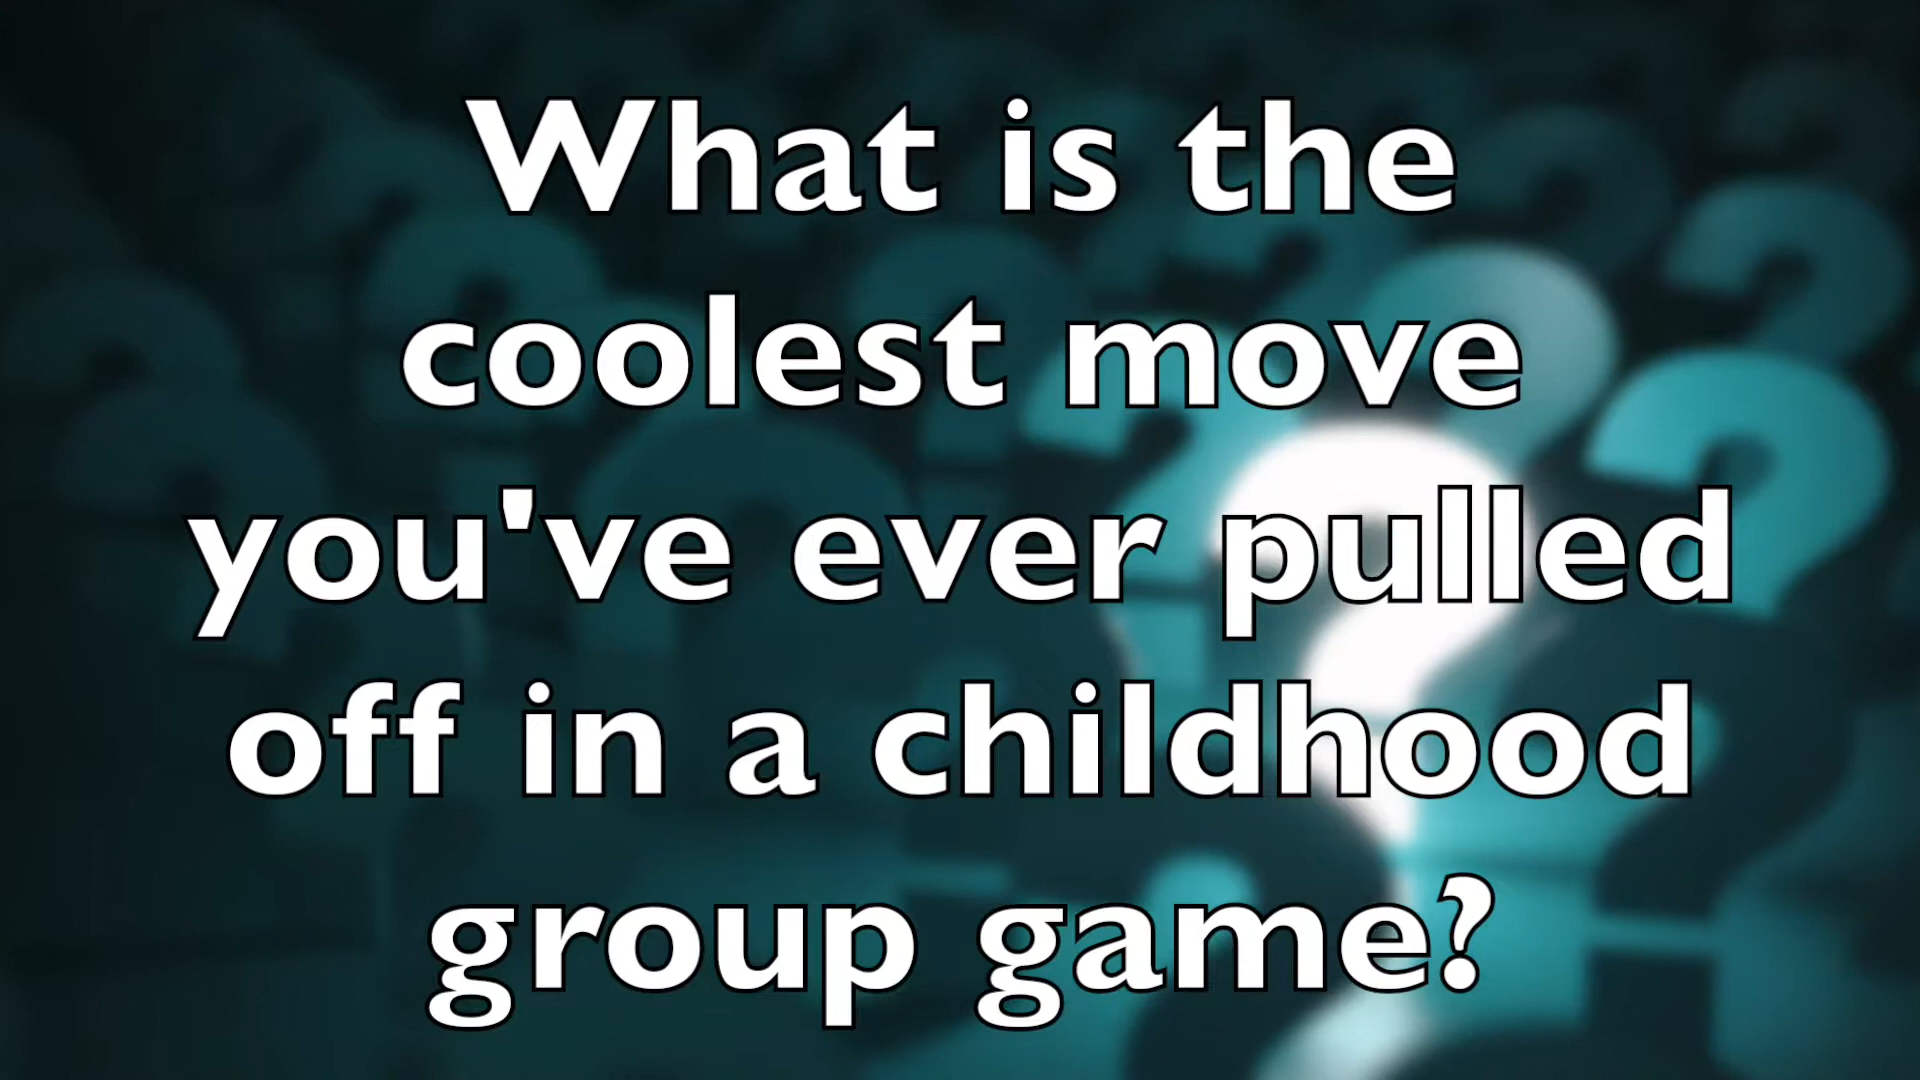 What is the
coolest move
you've ever pulled
off in a childhood
group game?